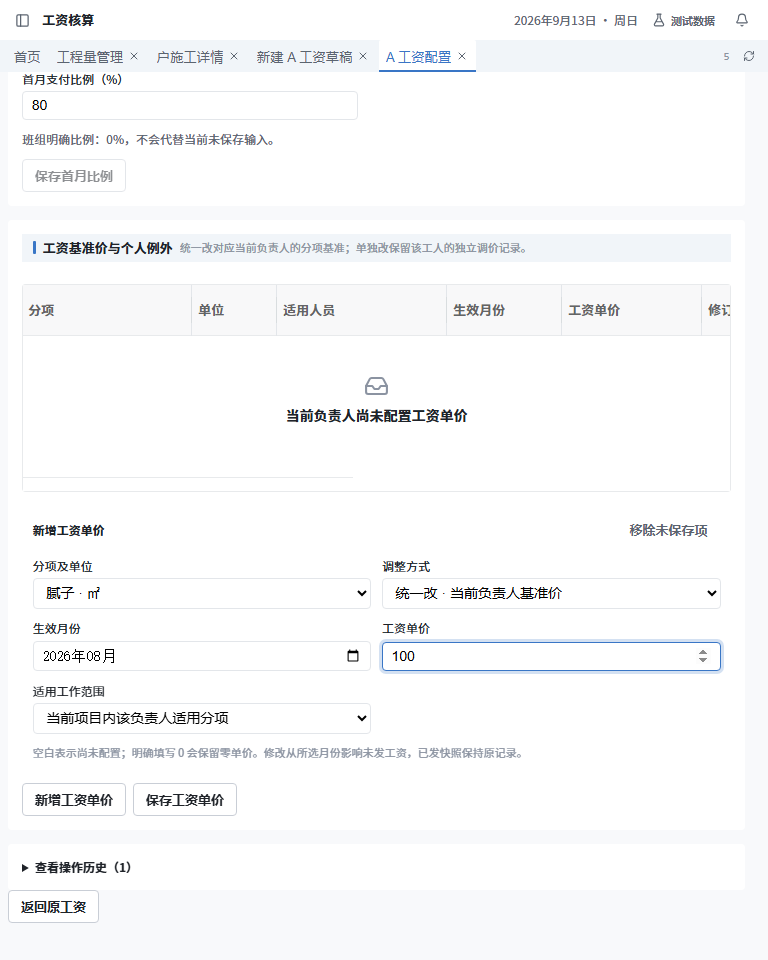 工资核算
2026年9月13日 · 周日 测试数据
首页 工程量管理 户施工详情 新建 A 工资草稿 A 工资配置 5
首月支付比例（%）
80
班组明确比例：0%，不会代替当前未保存输入。
保存首月比例
工资基准价与个人例外 统一改对应当前负责人的分项基准；单独改保留该工人的独立调价记录。
分项 单位 适用人员 生效月份 工资单价 修订
当前负责人尚未配置工资单价
新增工资单价 移除未保存项
分项及单位 调整方式
腻子 · ㎡ 统一改 · 当前负责人基准价
生效月份 工资单价
2026年08月 100
适用工作范围
当前项目内该负责人适用分项
空白表示尚未配置；明确填写 0 会保留零单价。修改从所选月份影响未发工资，已发快照保持原记录。
新增工资单价 保存工资单价
查看操作历史（1）
返回原工资